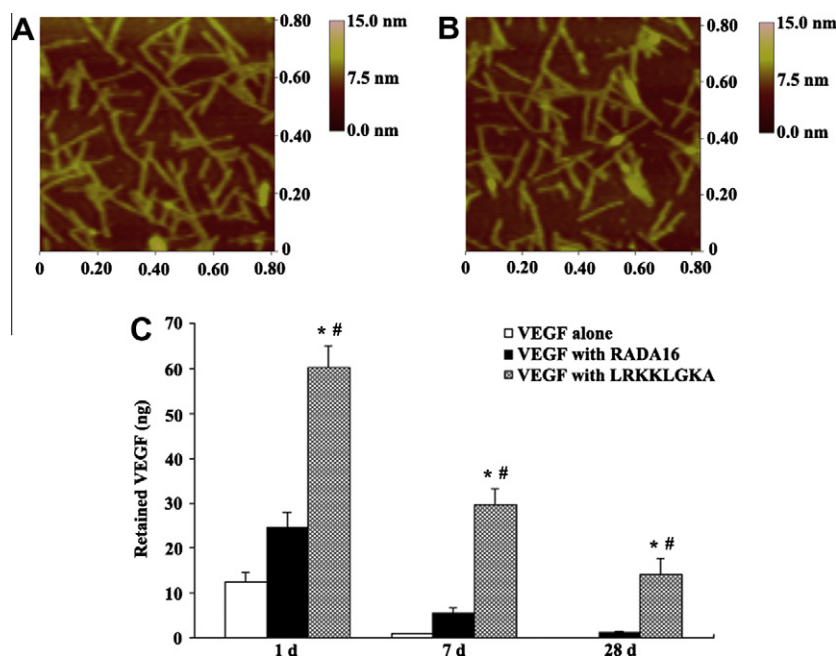 A
0.80
0.60
0.40
0.20
0
0 0.20 0.40 0.60 0.80
15.0 nm
7.5 nm
0.0 nm
B
0.80
0.60
0.40
0.20
0
0 0.20 0.40 0.60 0.80
15.0 nm
7.5 nm
0.0 nm
C
Retained VEGF (ng)
70
60
50
40
30
20
10
0
* #
* #
* #
VEGF alone
VEGF with RADA16
VEGF with LRKKLGKA
1 d 7 d 28 d